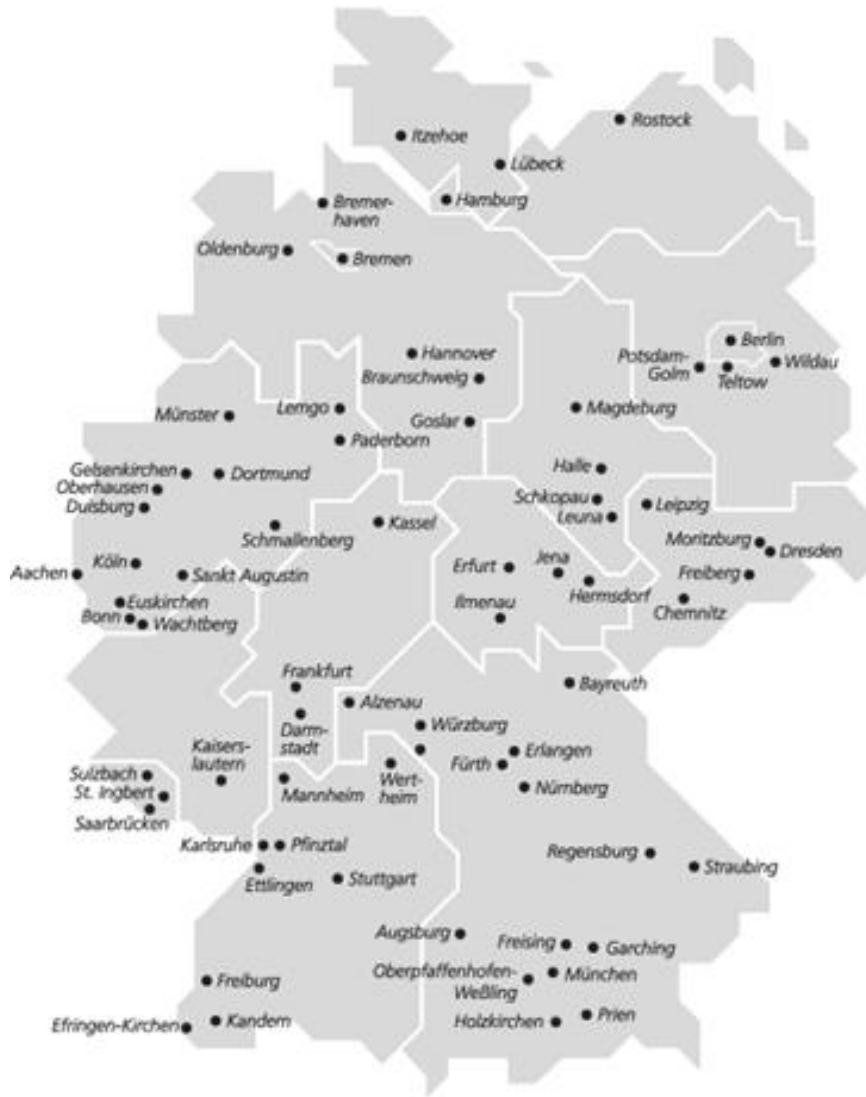 Rostock
Itzehoe
Lübeck
Hamburg
Bremer-
haven
Oldenburg
Bremen
Berlin
Hannover
Potsdam-
Golm
Wildau
Teltow
Braunschweig
Lemgo
Magdeburg
Münster
Goslar
Paderborn
Halle
Gelsenkirchen
Dortmund
Oberhausen
Schkopau
Leipzig
Duisburg
Leuna
Kassel
Schmallenberg
Moritzburg
Dresden
Köln
Jena
Erfurt
Aachen
Sankt Augustin
Freiberg
Hermsdorf
Euskirchen
Ilmenau
Chemnitz
Bonn
Wachtberg
Frankfurt
Bayreuth
Alzenau
Darm-
stadt
Würzburg
Kaisers-
lautern
Erlangen
Fürth
Sulzbach
Wert-
heim
Mannheim
Nürnberg
St. Ingbert
Saarbrücken
Karlsruhe
Pfinztal
Regensburg
Straubing
Ettlingen
Stuttgart
Augsburg
Freising
Garching
Oberpfaffenhofen-
Weßling
München
Freiburg
Prien
Holzkirchen
Kandern
Efringen-Kirchen